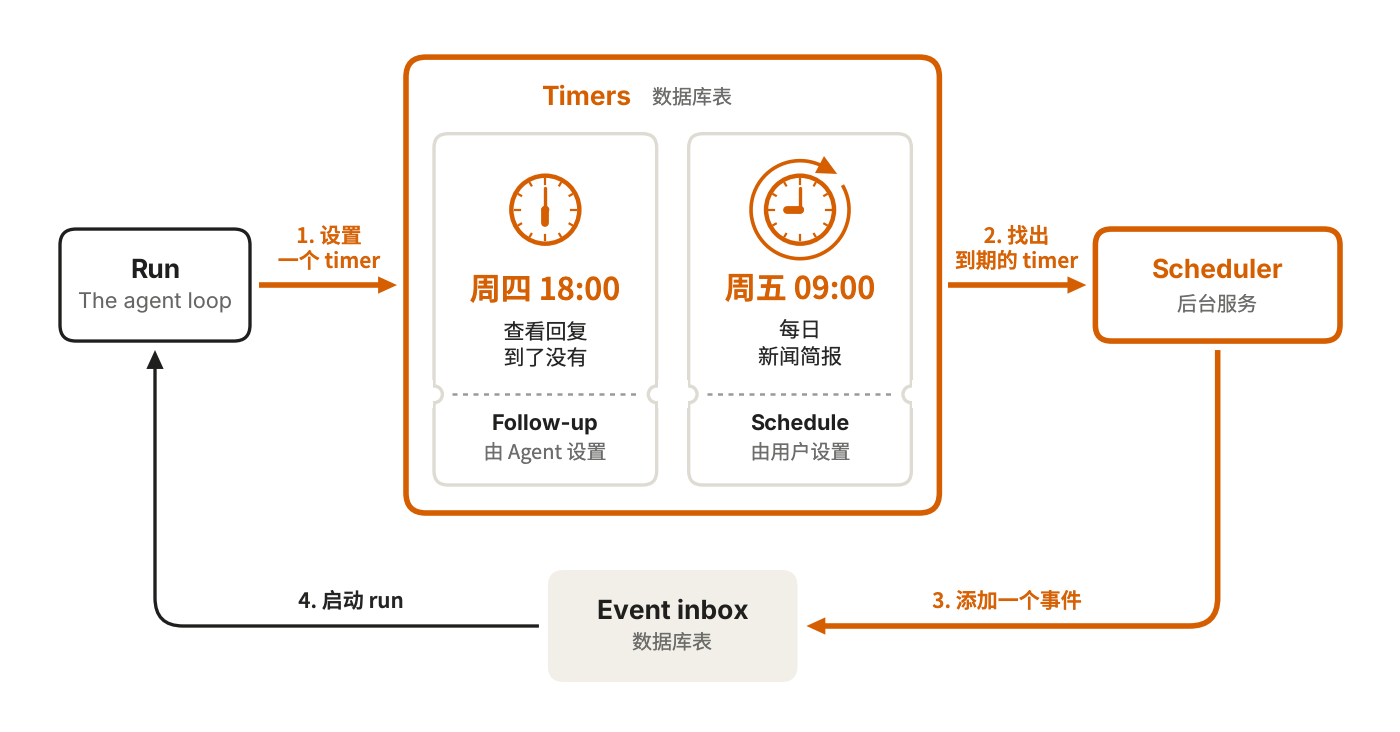 Timers 数据库表
1. 设置
一个 timer
2. 找出
到期的 timer
Run
The agent loop
周四 18:00
查看回复
到了没有
Follow-up
由 Agent 设置
周五 09:00
每日
新闻简报
Schedule
由用户设置
Scheduler
后台服务
4. 启动 run
Event inbox
数据库表
3. 添加一个事件